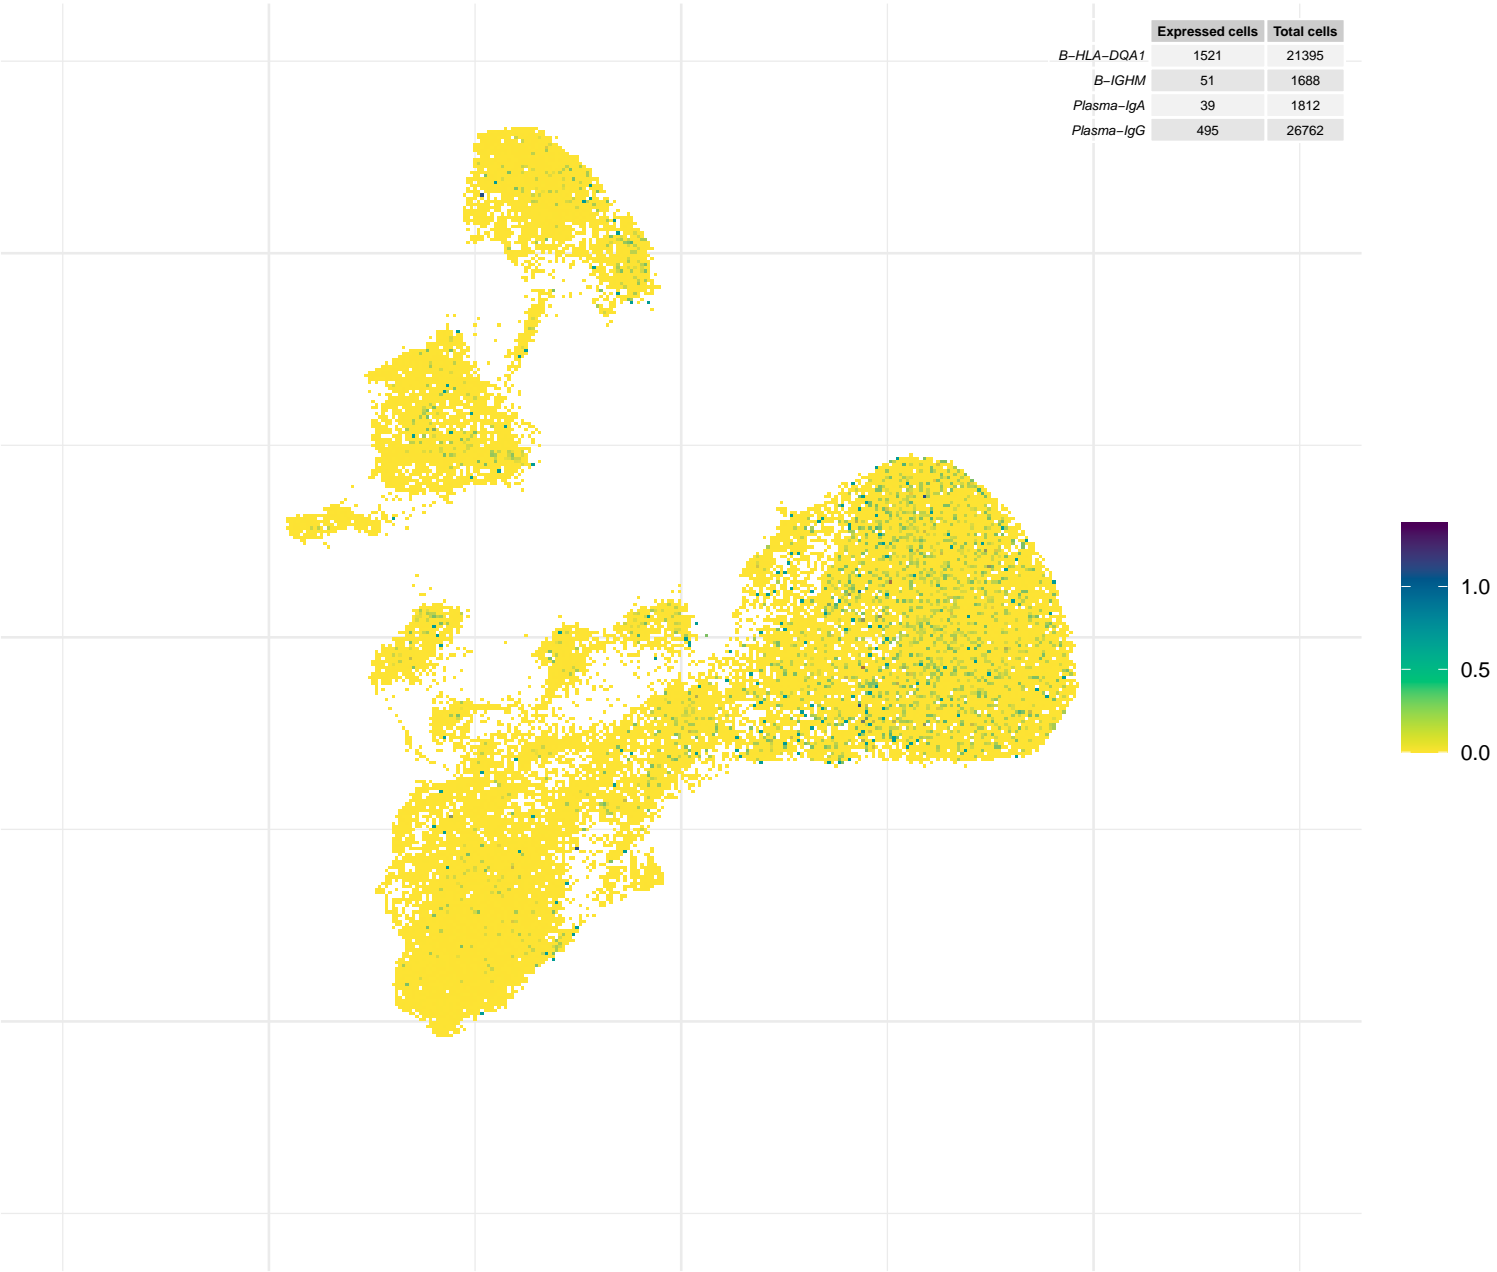 Expressed cells Total cells
B−HLA−DQA1 1521 21395
B−IGHM 51 1688
Plasma−IgA 39 1812
Plasma−IgG 495 26762
1.0
0.5
0.0